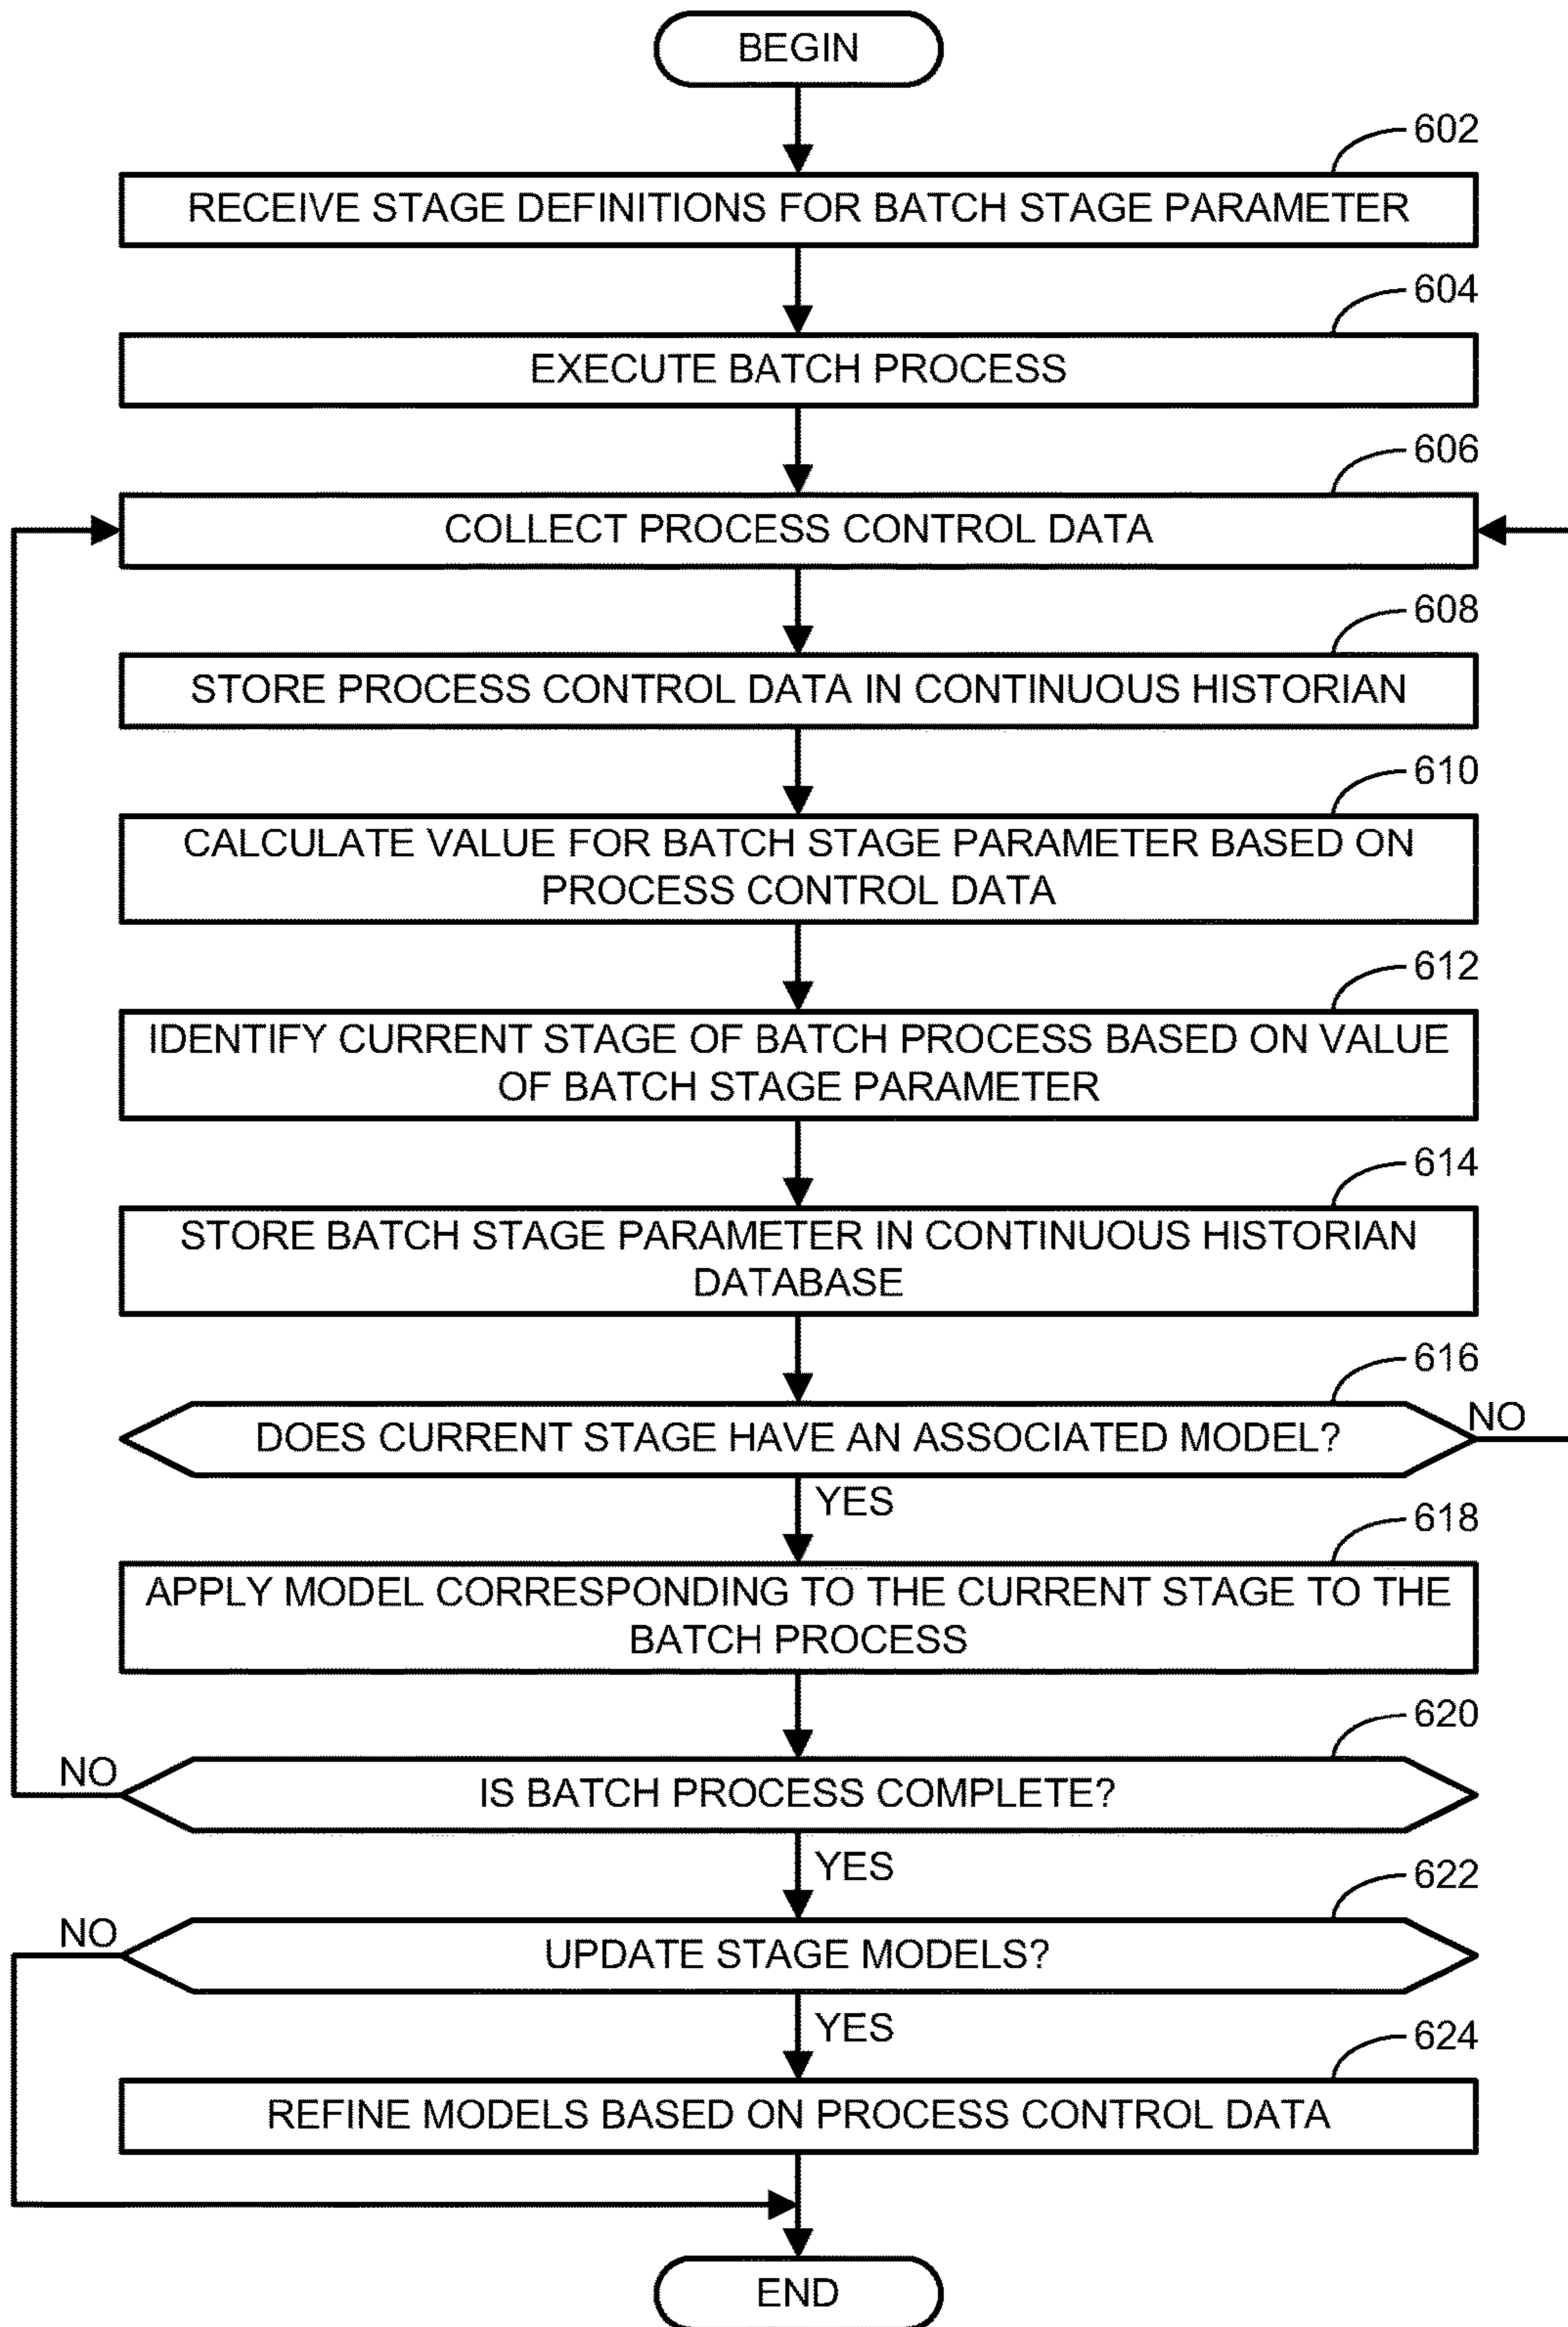 BEGIN
602
RECEIVE STAGE DEFINITIONS FOR BATCH STAGE PARAMETER
604
EXECUTE BATCH PROCESS
606
COLLECT PROCESS CONTROL DATA
608
STORE PROCESS CONTROL DATA IN CONTINUOUS HISTORIAN
610
CALCULATE VALUE FOR BATCH STAGE PARAMETER BASED ON
PROCESS CONTROL DATA
612
IDENTIFY CURRENT STAGE OF BATCH PROCESS BASED ON VALUE
OF BATCH STAGE PARAMETER
614
STORE BATCH STAGE PARAMETER IN CONTINUOUS HISTORIAN
DATABASE
616
DOES CURRENT STAGE HAVE AN ASSOCIATED MODEL?
NO
YES
618
APPLY MODEL CORRESPONDING TO THE CURRENT STAGE TO THE
BATCH PROCESS
620
NO
IS BATCH PROCESS COMPLETE?
YES
622
NO
UPDATE STAGE MODELS?
YES
624
REFINE MODELS BASED ON PROCESS CONTROL DATA
END